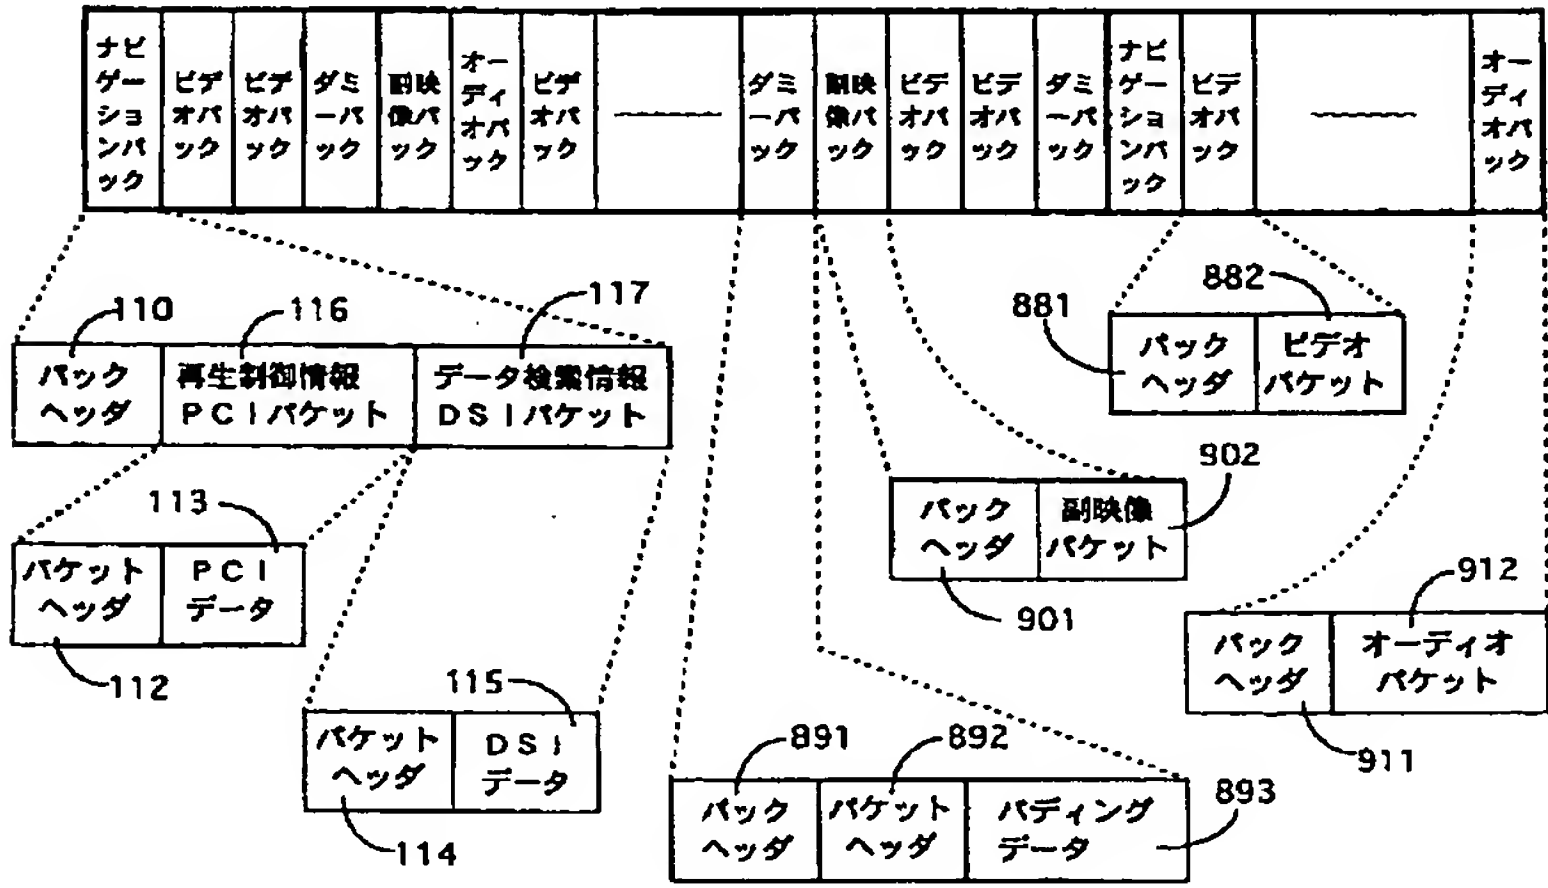 ナビ
ゲー
ション
ンパ
ック
ビデ
オパ
ック
ビデ
オパ
ック
ダミ
ーパ
ック
副映
像パ
ック
オー
ディ
オパ
ック
ビデ
オパ
ック
ダミ
ーパ
ック
副映
像パ
ック
ビデ
オパ
ック
ビデ
オパ
ック
ダミ
ーパ
ック
ナビ
ゲー
ショ
ンパ
ック
ビデ
オパ
ック
オー
ディ
オパ
ック
110
116
117
パック
ヘッダ
再生制御情報
PCIパケット
データ検索情報
DSIパケット
881
882
パック
ヘッダ
ビデオ
パケット
113
パケット
ヘッダ
PCI
データ
112
902
パック
ヘッダ
副映像
パケット
901
912
パック
ヘッダ
オーディオ
パケット
911
115
パケット
ヘッダ
DSI
データ
114
891
892
893
パック
ヘッダ
パケット
ヘッダ
パディング
データ